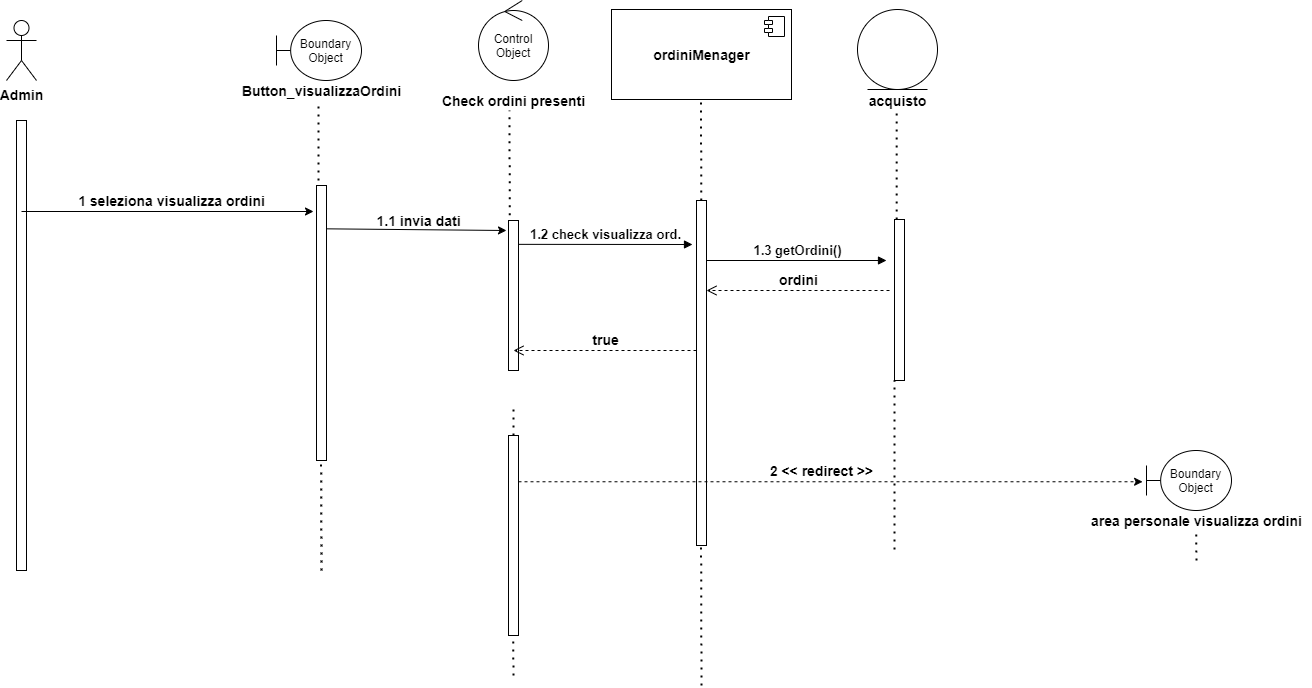 Admin
Boundary
Object
Button_visualizzaOrdini
Control
Object
Check ordini presenti
ordiniMenager
acquisto
1 seleziona visualizza ordini
1.1 invia dati
1.2 check visualizza ord.
1.3 getOrdini()
ordini
true
2 << redirect >>
Boundary
Object
area personale visualizza ordini